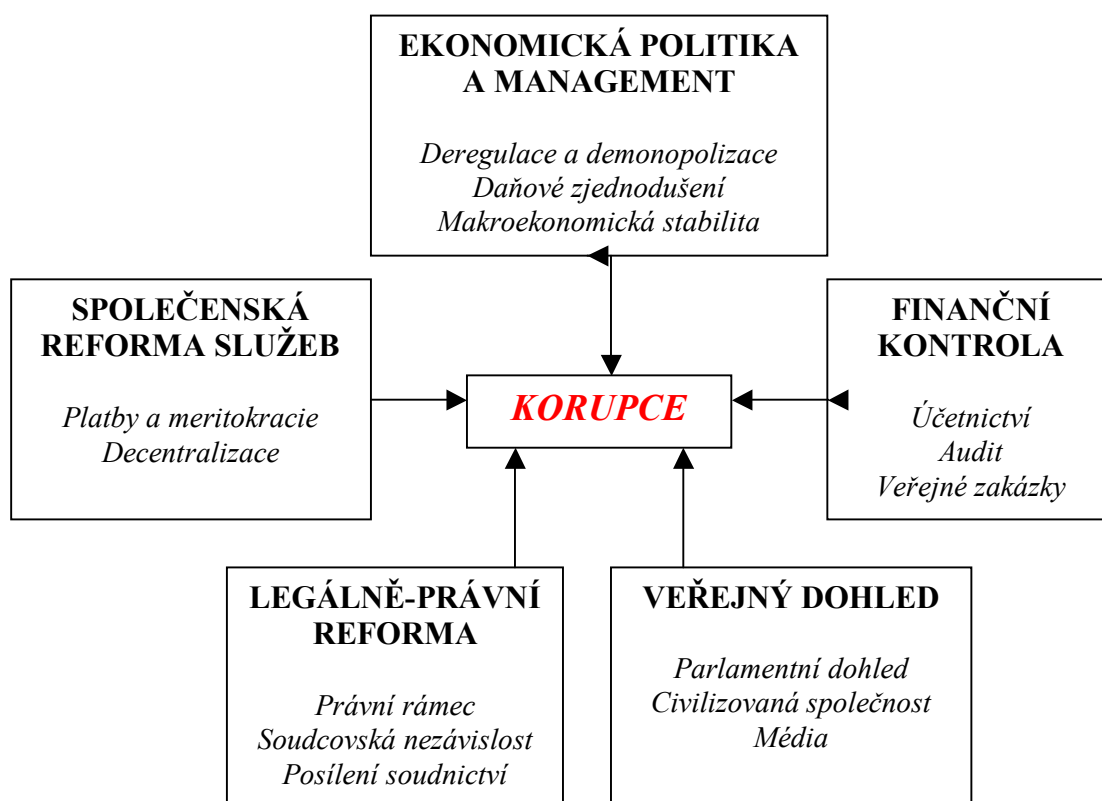 EKONOMICKÁ POLITIKA
A MANAGEMENT
Deregulace a demonopolizace
Daňové zjednodušení
Makroekonomická stabilita
SPOLEČENSKÁ
REFORMA SLUŽEB
Platby a meritokracie
Decentralizace
KORUPCE
FINANČNÍ
KONTROLA
Účetnictví
Audit
Veřejné zakázky
LEGÁLNĚ-PRÁVNÍ
REFORMA
Právní rámec
Soudcovská nezávislost
Posílení soudnictví
VEŘEJNÝ DOHLED
Parlamentní dohled
Civilizovaná společnost
Média